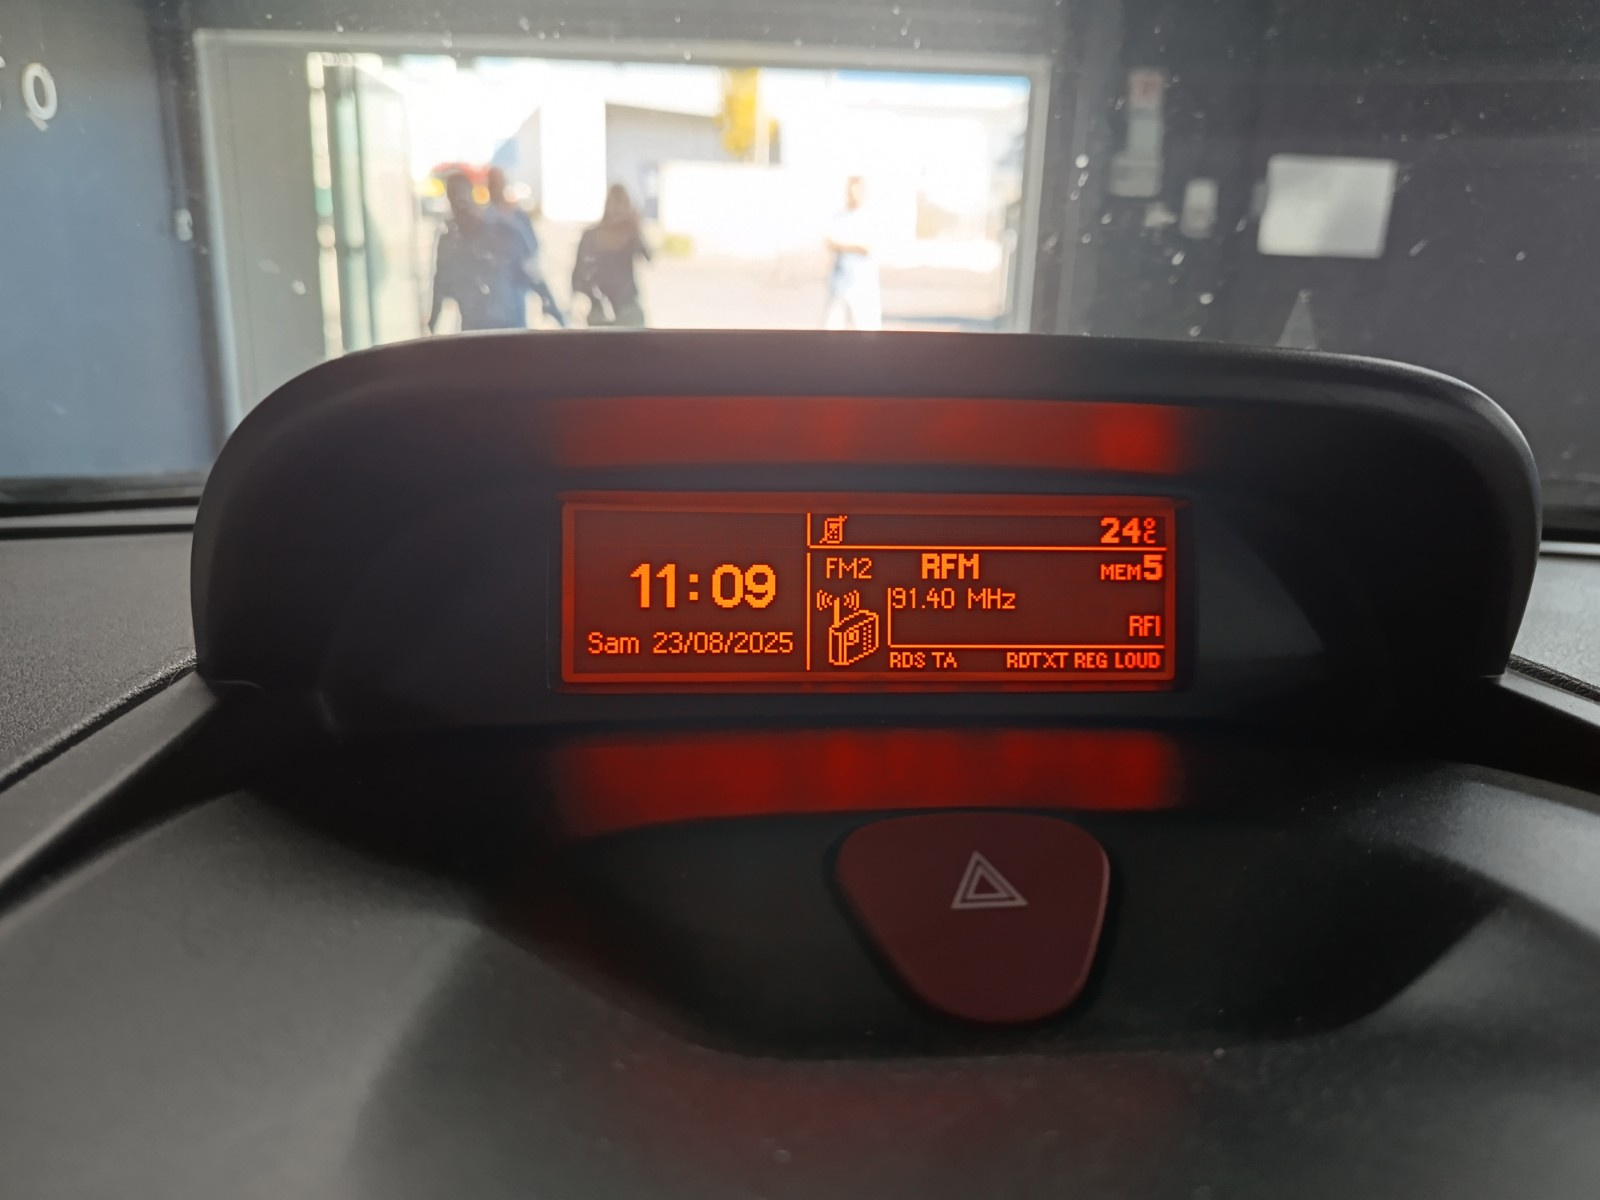 11:09
Sam 23/08/2025
24°C
FM2 RFM MEM5
91.40 MHz
RFI
RDS TA RDTXT REG LOUD